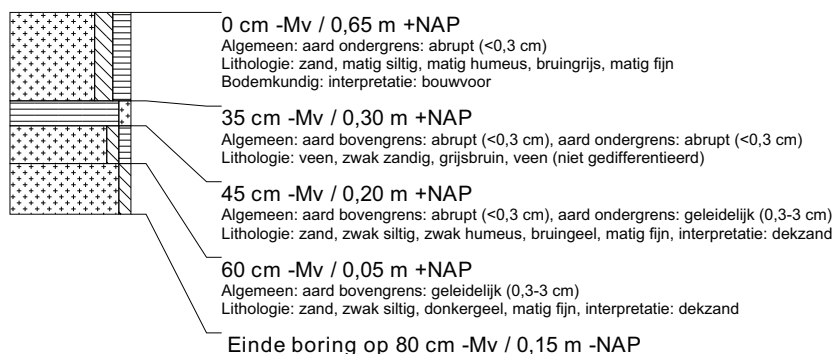 0 cm -Mv / 0,65 m +NAP
Algemeen: aard ondergrens: abrupt (<0,3 cm)
Lithologie: zand, matig siltig, matig humeus, bruingrijs, matig fijn
Bodemkundig: interpretatie: bouwvoor
35 cm -Mv / 0,30 m +NAP
Algemeen: aard bovengrens: abrupt (<0,3 cm), aard ondergrens: abrupt (<0,3 cm)
Lithologie: veen, zwak zandig, grijsbruin, veen (niet gedifferentieerd)
45 cm -Mv / 0,20 m +NAP
Algemeen: aard bovengrens: abrupt (<0,3 cm), aard ondergrens: geleidelijk (0,3-3 cm)
Lithologie: zand, zwak siltig, zwak humeus, bruingeel, matig fijn, interpretatie: dekzand
60 cm -Mv / 0,05 m +NAP
Algemeen: aard bovengrens: geleidelijk (0,3-3 cm)
Lithologie: zand, zwak siltig, donkergeel, matig fijn, interpretatie: dekzand
Einde boring op 80 cm -Mv / 0,15 m -NAP